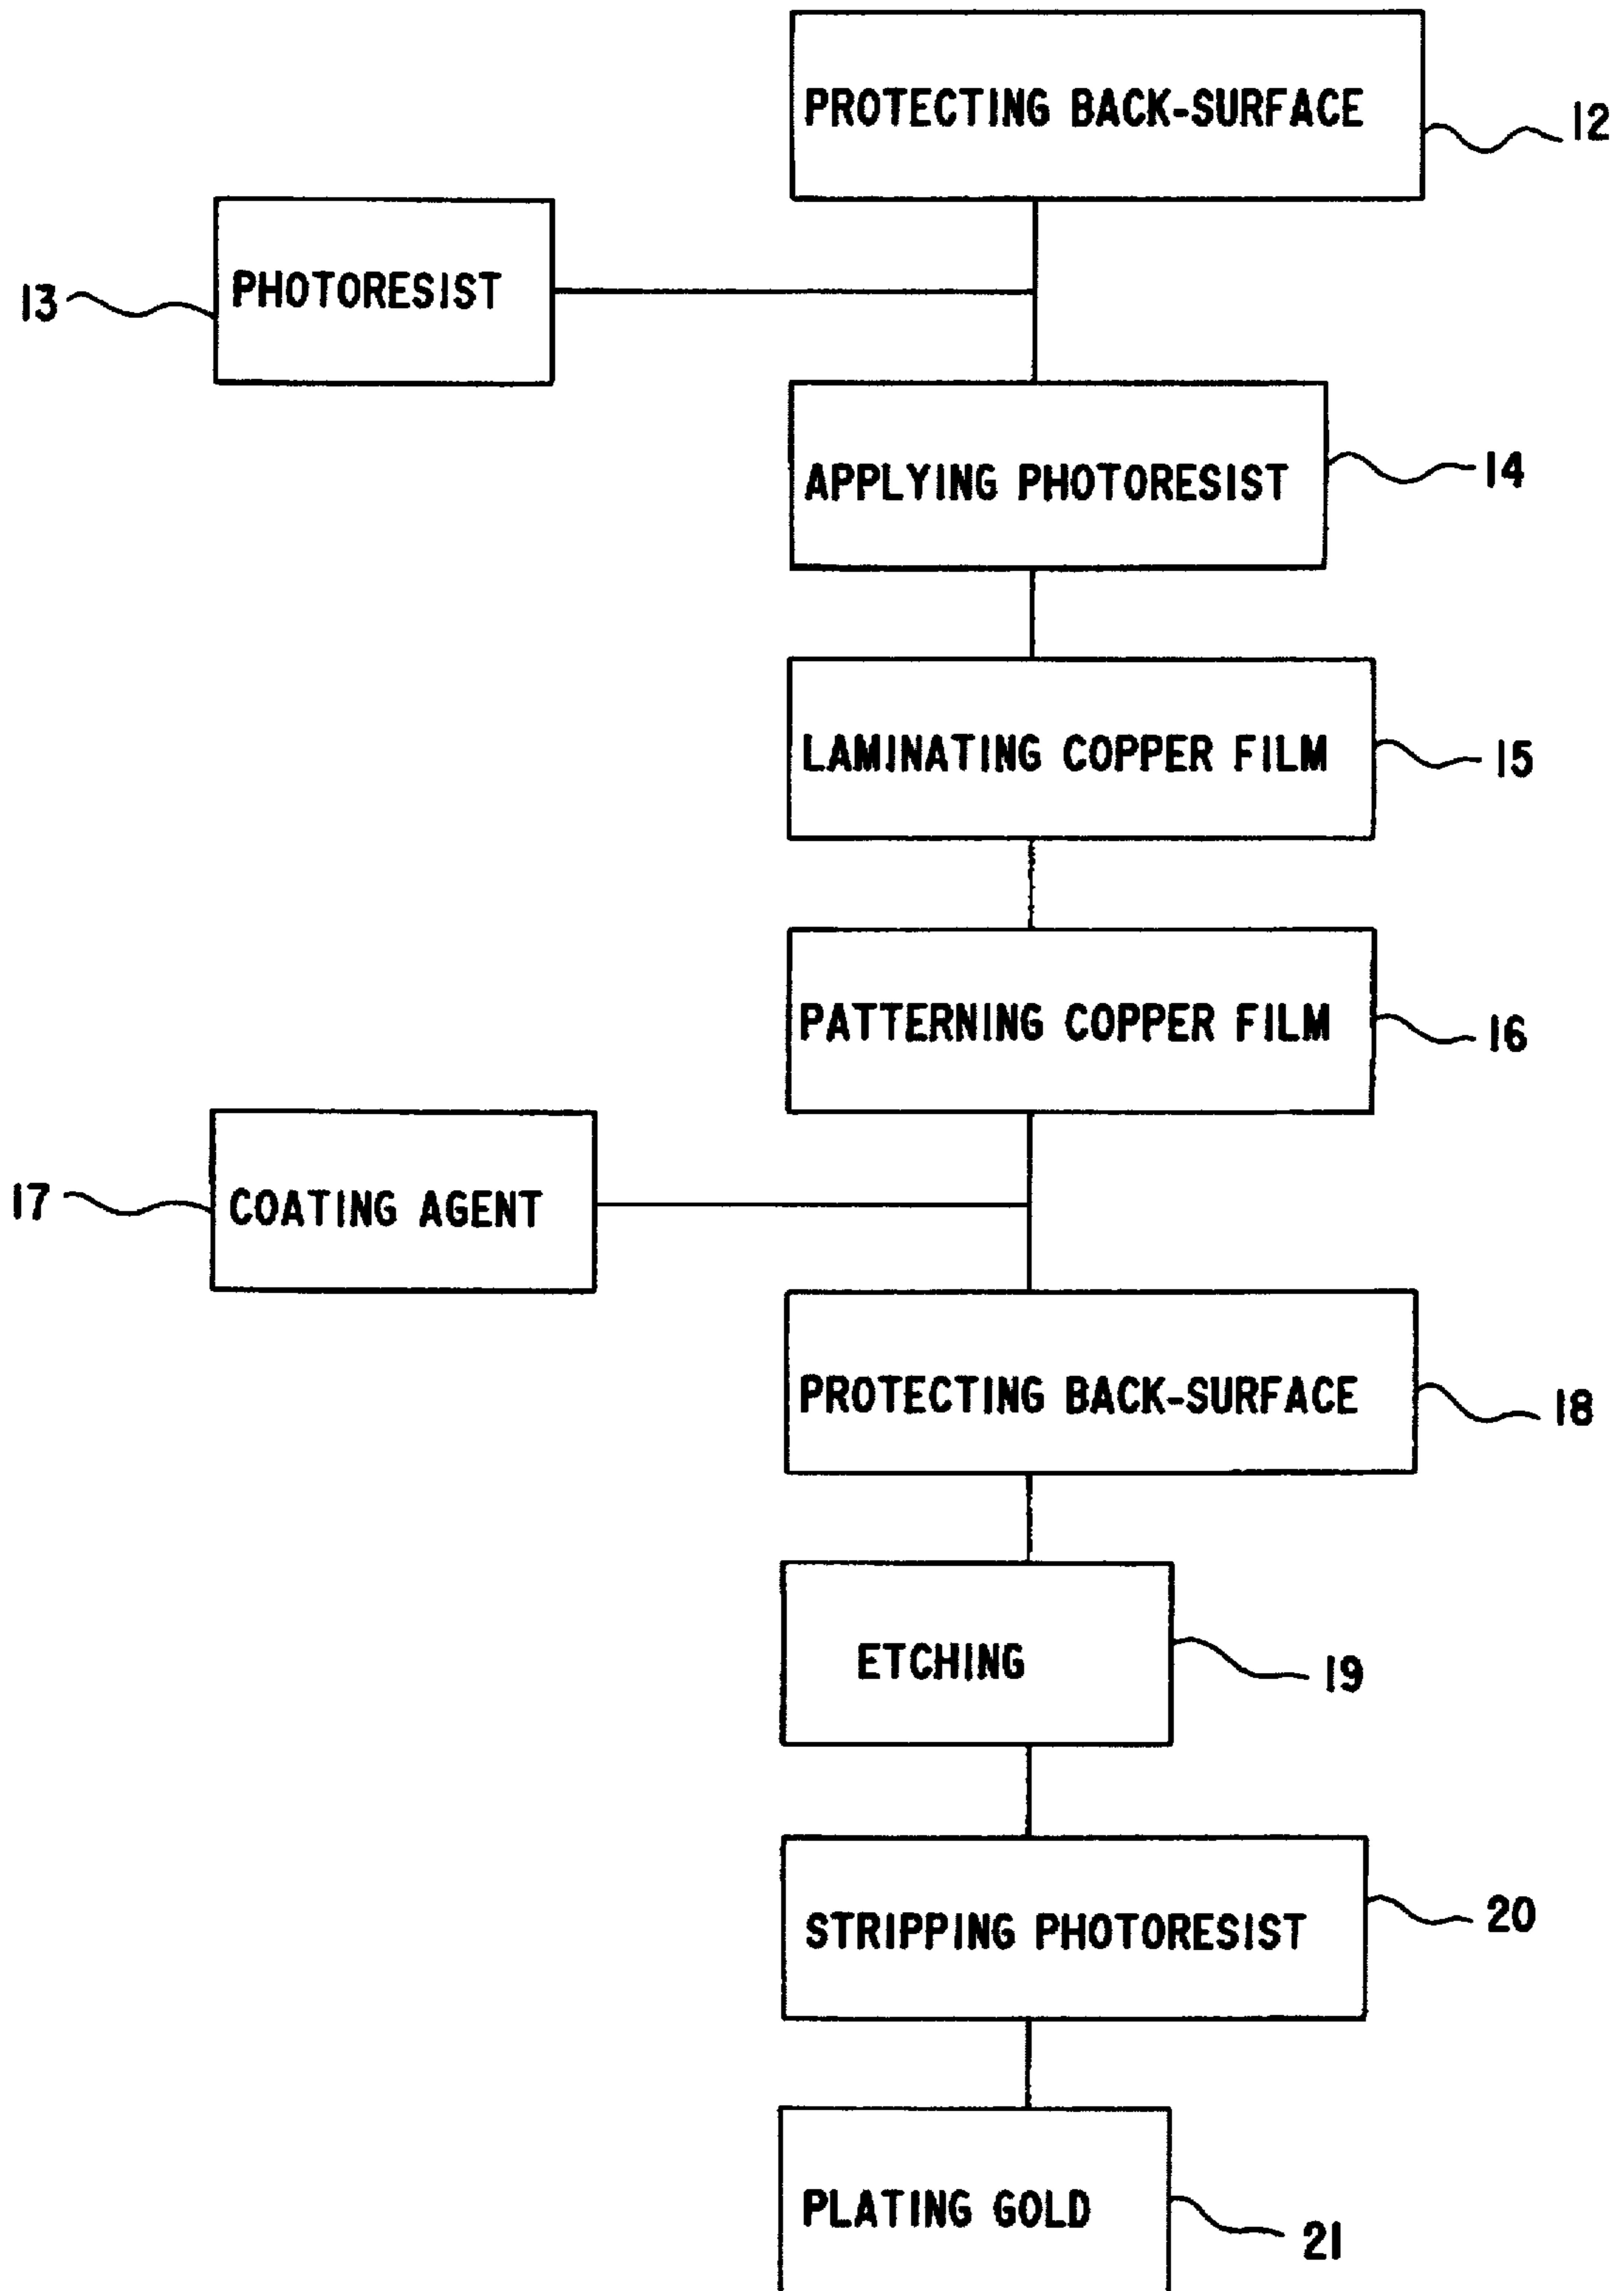 PROTECTING BACK-SURFACE
12
PHOTORESIST
13
APPLYING PHOTORESIST
14
LAMINATING COPPER FILM
15
PATTERNING COPPER FILM
16
COATING AGENT
17
PROTECTING BACK-SURFACE
18
ETCHING
19
STRIPPING PHOTORESIST
20
PLATING GOLD
21